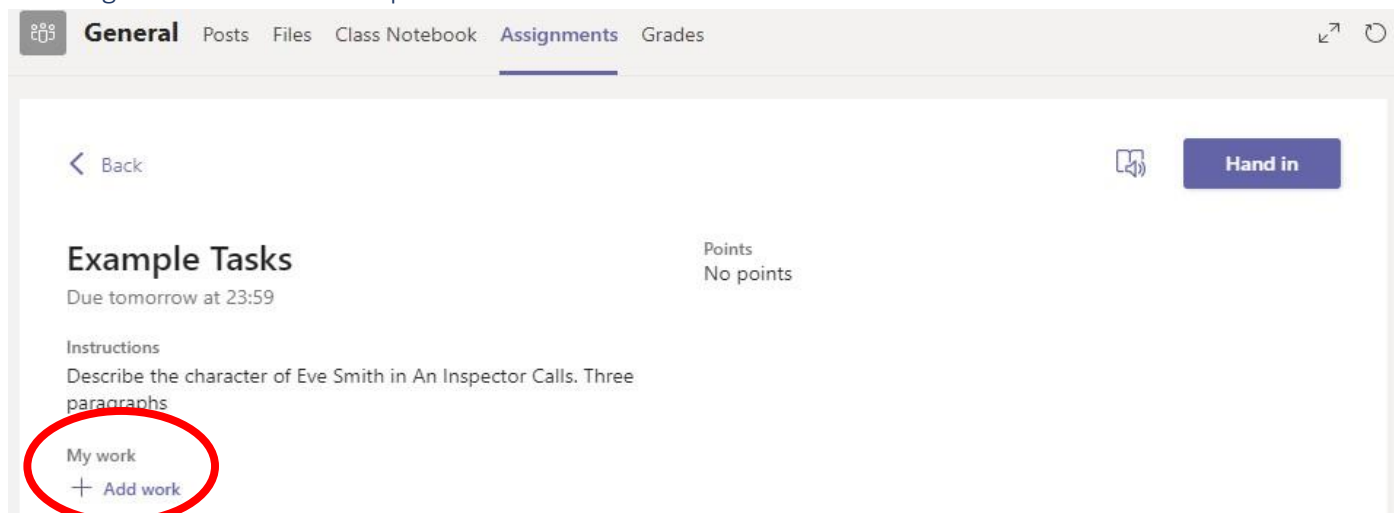 General Posts Files Class Notebook Assignments Grades
Back
Hand in
Example Tasks
Due tomorrow at 23:59
Points
No points
Instructions
Describe the character of Eve Smith in An Inspector Calls. Three
paragraphs
My work
+ Add work